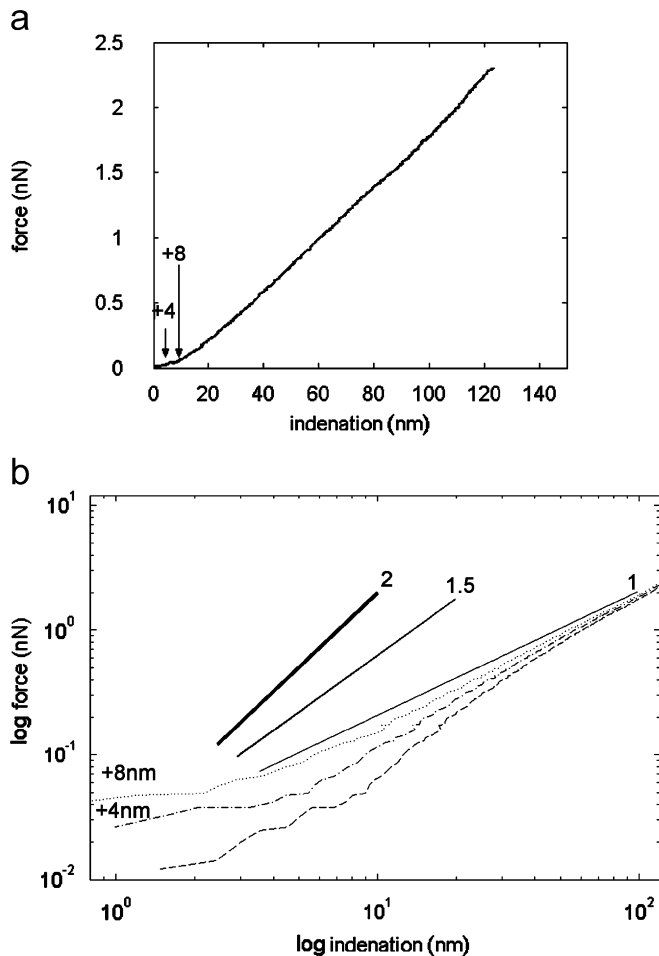 a
2.5
2
1.5
1
0.5
0
force (nN)
+8
+4
0 20 40 60 80 100 120 140
indenation (nm)
b
10^1
10^0
10^-1
10^-2
log force (nN)
2
1.5
1
+8nm
+4nm
10^0 10^1 10^2
log indenation (nm)